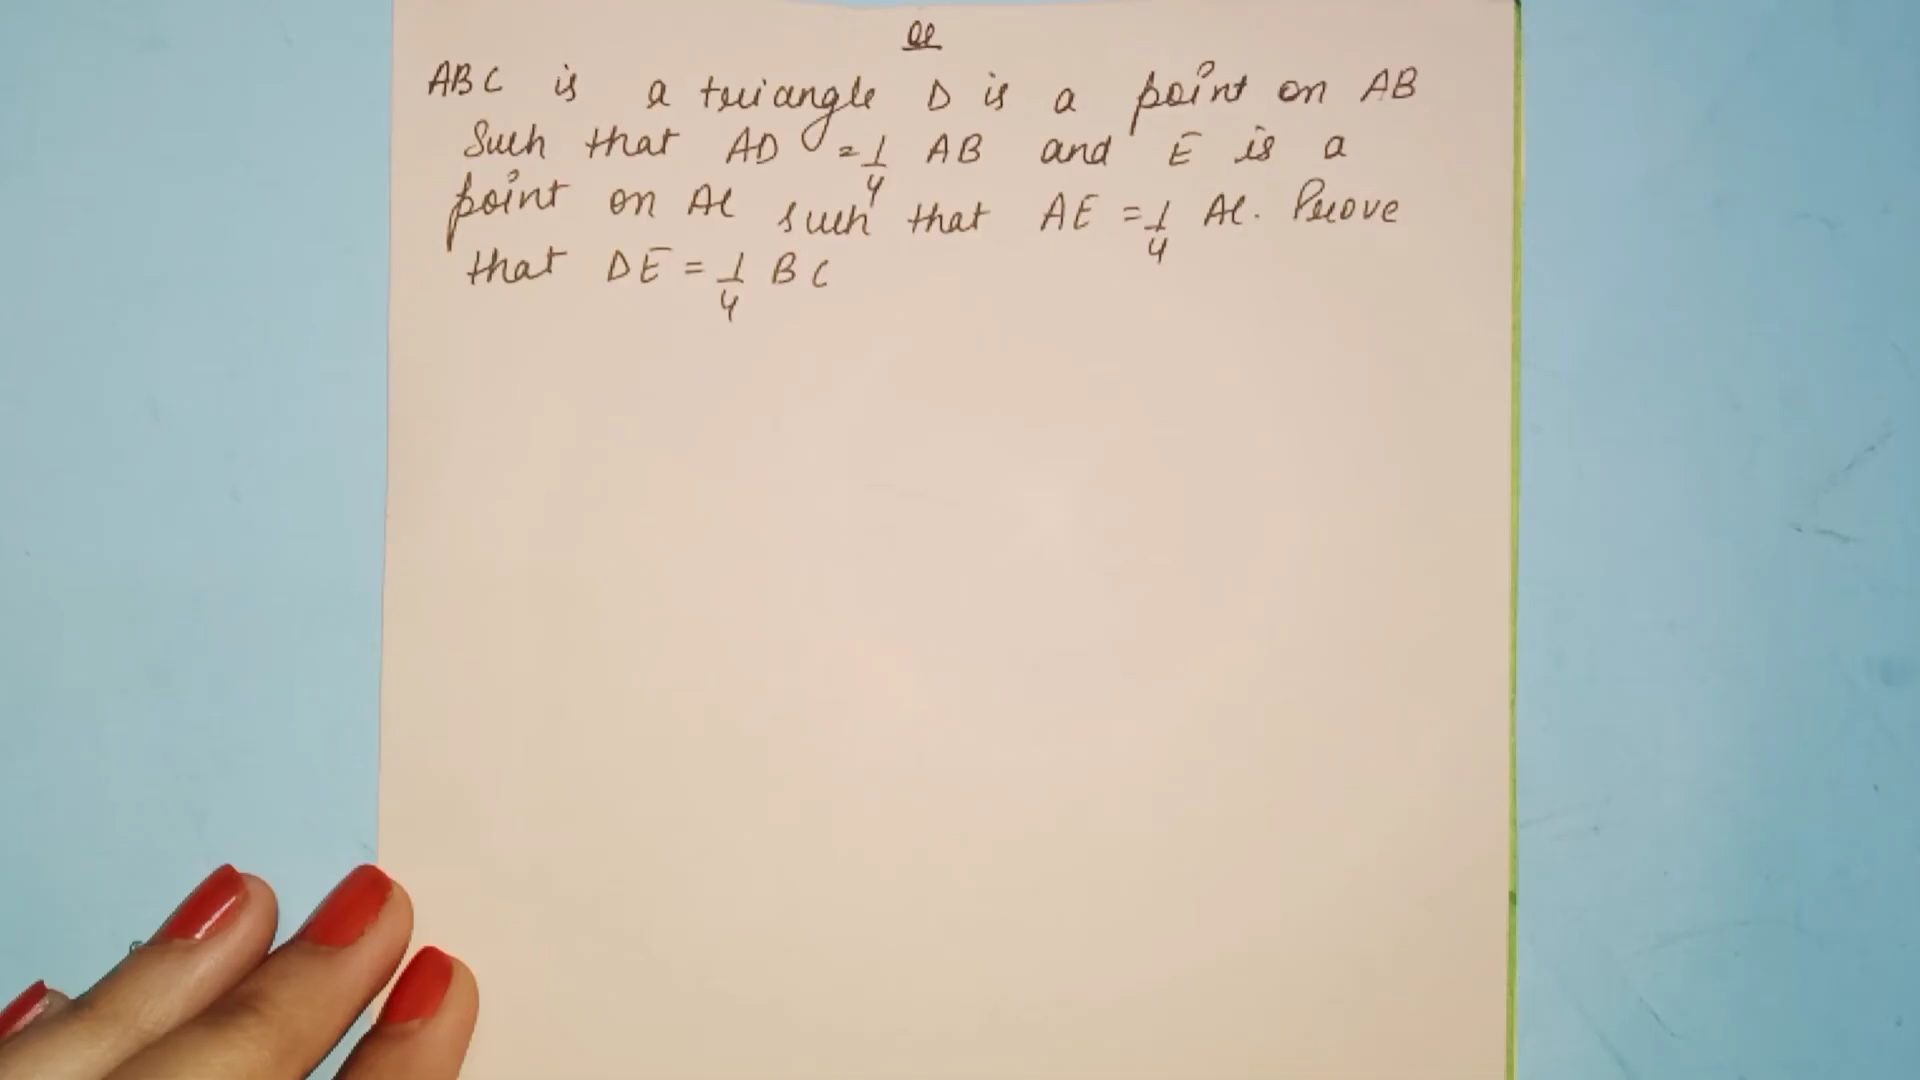 Q
ABC is a triangle D is a point on AB
Such that AD = 1/4 AB and E is a
point on AC such that AE = 1/4 AC. Prove
that DE = 1/4 BC